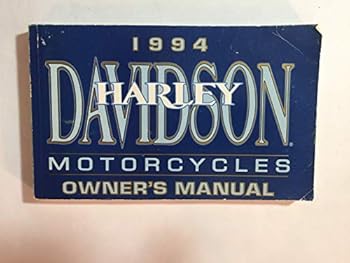 1994
HARLEY
DAVIDSON
MOTORCYCLES
OWNER'S MANUAL